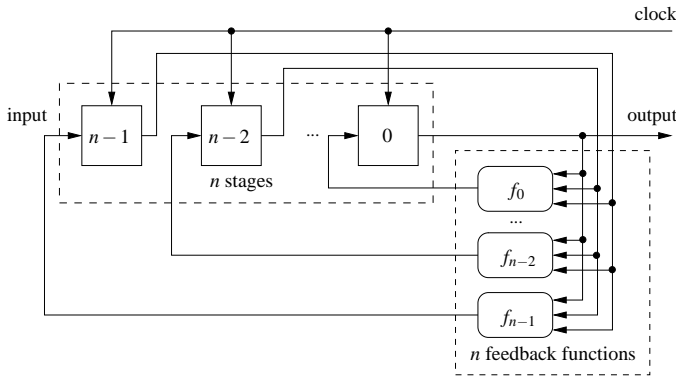 clock
input
output
n − 1
n − 2
...
0
n stages
f0
...
fn−2
fn−1
n feedback functions